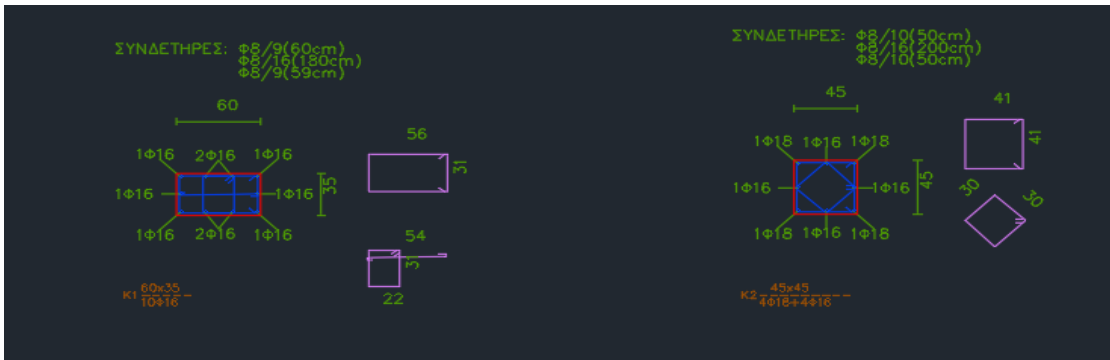 ΣΥΝΔΕΤΗΡΕΣ: Φ8/9(60cm)
Φ8/16(180cm)
Φ8/9(59cm)
60
1Φ16 2Φ16 1Φ16
1Φ16 1Φ16
35
1Φ16 2Φ16 1Φ16
56
31
54
31
22
K1 60x35
10Φ16
ΣΥΝΔΕΤΗΡΕΣ: Φ8/10(50cm)
Φ8/16(200cm)
Φ8/10(50cm)
45
1Φ18 1Φ16 1Φ18
1Φ16 1Φ16
45
1Φ18 1Φ16 1Φ18
41
41
30 30
K2 45x45
4Φ18+4Φ16